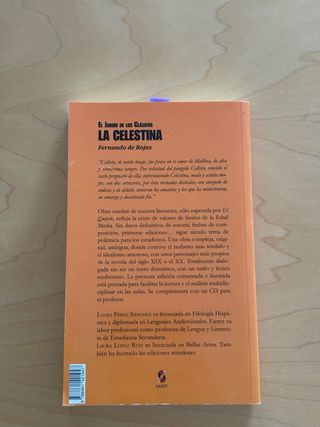 El Jardín de los Clásicos
LA CELESTINA
Fernando de Rojas
"Calisto, de noble linaje, fue preso en el amor de Melibea, de alta
y serenísima sangre. Por solicitud del pungido Calisto, vencido el
casto propósito de ella, entreveniendo Celestina, mala y astuta mu-
jer, con dos sirvientes, por ésta tornados desleales, con anzuelo de
codicia y de deleite, vinieron los amantes y los que les ministraron,
en amargo y desastrado fin."
Obra cumbre de nuestra literatura, sólo superada por El
Quijote, refleja la crisis de valores de finales de la Edad
Media. Sin datos definitivos de autoría, fechas de com-
posición, primeras ediciones... sigue siendo tema de
polémica para los estudiosos. Una obra compleja, origi-
nal, ambigua, donde convive el realismo más sórdido y
el idealismo amoroso, con unos personajes más propios
de la novela del siglo XIX o el XX. Totalmente dialo-
gada sin ser un texto dramático, con un estilo y léxico
exuberante. La presente edición comentada e ilustrada
está pensada para facilitar la lectura y el análisis multidis-
ciplinar en las aulas. Se complementa con un CD para
el profesor.
Laura Pérez Sánchez es licenciada en Filología Hispá-
nica y diplomada en Lenguajes Audiovisuales. Ejerce su
labor profesional como profesora de Lengua y Literatu-
ra de Enseñanza Secundaria.
Laura López Ruiz es licenciada en Bellas Artes. Tam-
bién ha ilustrado las ediciones anteriores.